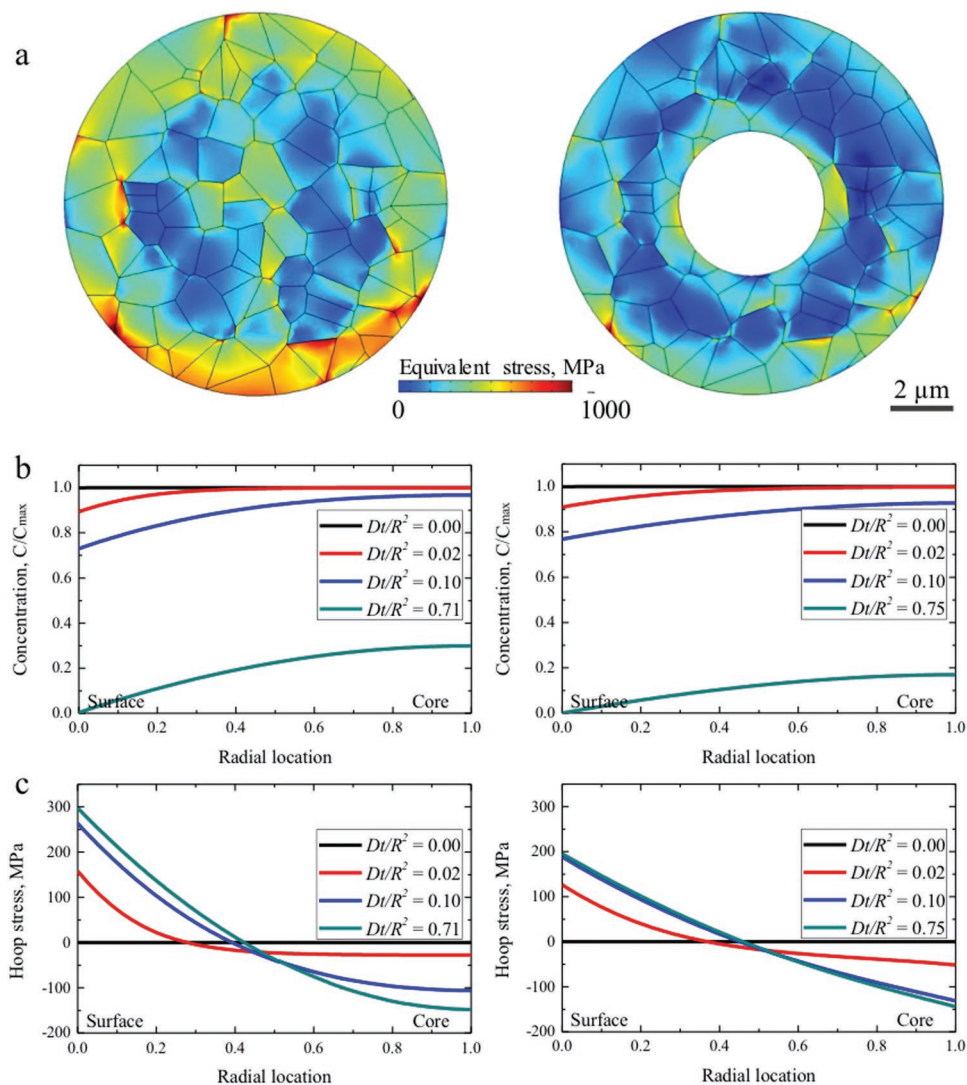 a
Equivalent stress, MPa
0
1000
2 µm
b
Concentration, C/Cmax
1.0
0.8
0.6
0.4
0.2
0.0
Dt/R² = 0.00
Dt/R² = 0.02
Dt/R² = 0.10
Dt/R² = 0.71
Surface
Core
0.0 0.2 0.4 0.6 0.8 1.0
Radial location
Concentration, C/Cmax
1.0
0.8
0.6
0.4
0.2
0.0
Dt/R² = 0.00
Dt/R² = 0.02
Dt/R² = 0.10
Dt/R² = 0.75
Surface
Core
0.0 0.2 0.4 0.6 0.8 1.0
Radial location
c
Hoop stress, MPa
300
200
100
0
-100
-200
Dt/R² = 0.00
Dt/R² = 0.02
Dt/R² = 0.10
Dt/R² = 0.71
Surface
Core
0.0 0.2 0.4 0.6 0.8 1.0
Radial location
Hoop stress, MPa
300
200
100
0
-100
-200
Dt/R² = 0.00
Dt/R² = 0.02
Dt/R² = 0.10
Dt/R² = 0.75
Surface
Core
0.0 0.2 0.4 0.6 0.8 1.0
Radial location